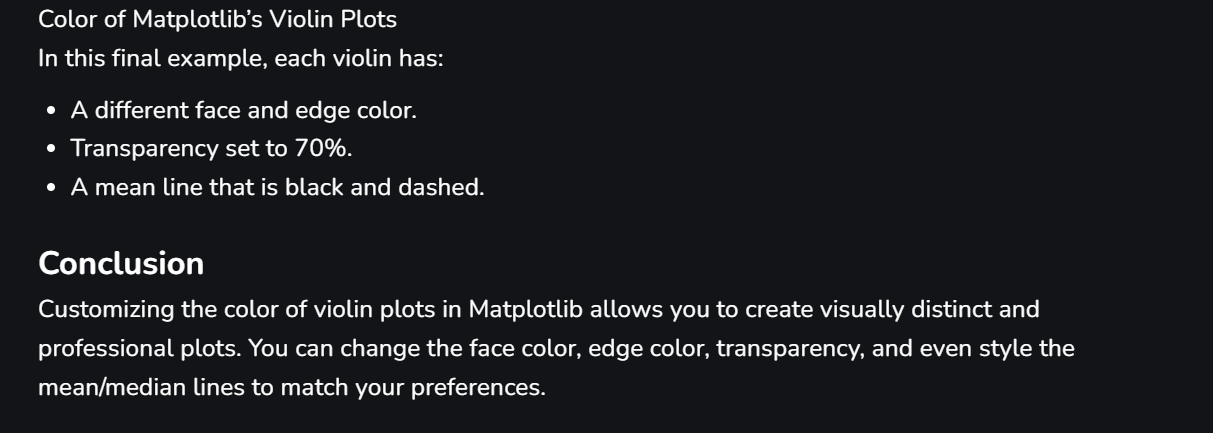 Color of Matplotlib’s Violin Plots
In this final example, each violin has:
• A different face and edge color.
• Transparency set to 70%.
• A mean line that is black and dashed.
Conclusion
Customizing the color of violin plots in Matplotlib allows you to create visually distinct and
professional plots. You can change the face color, edge color, transparency, and even style the
mean/median lines to match your preferences.